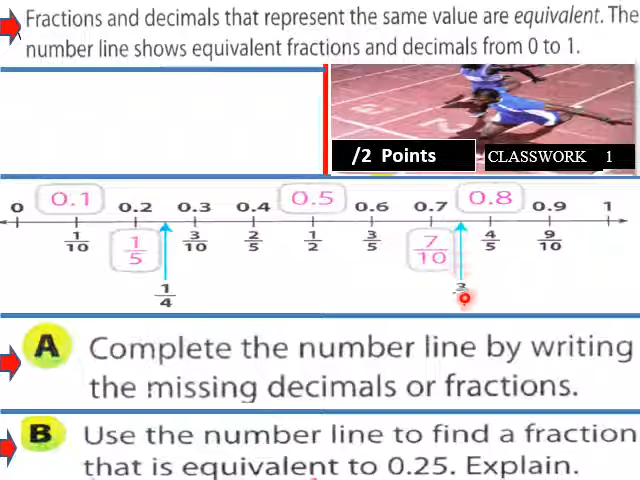 Fractions and decimals that represent the same value are equivalent. The
number line shows equivalent fractions and decimals from 0 to 1.
/2 Points
CLASSWORK 1
0 0.1 0.2 0.3 0.4 0.5 0.6 0.7 0.8 0.9 1
1/10 1/5 3/10 2/5 1/2 3/5 7/10 4/5 9/10
1/4
A Complete the number line by writing
the missing decimals or fractions.
B Use the number line to find a fraction
that is equivalent to 0.25. Explain.